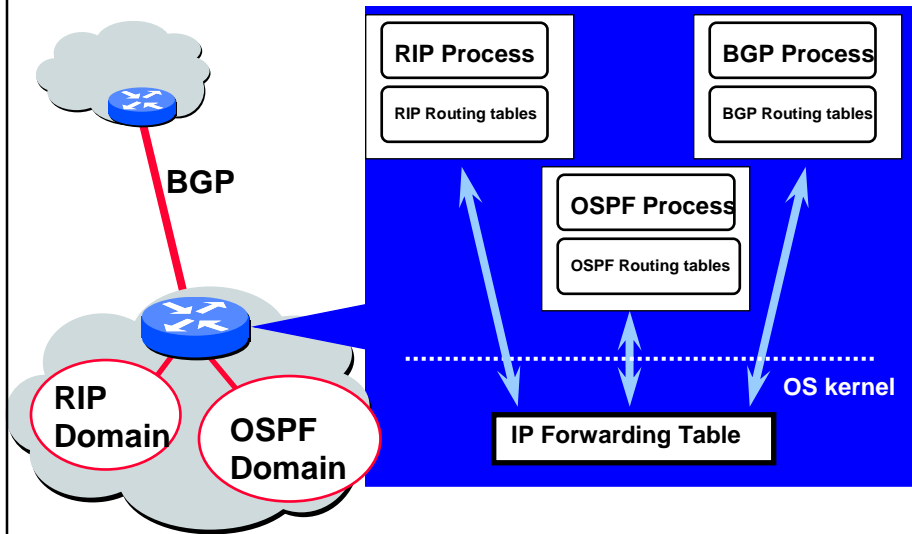 BGP
RIP
Domain
OSPF
Domain
RIP Process
RIP Routing tables
BGP Process
BGP Routing tables
OSPF Process
OSPF Routing tables
OS kernel
IP Forwarding Table